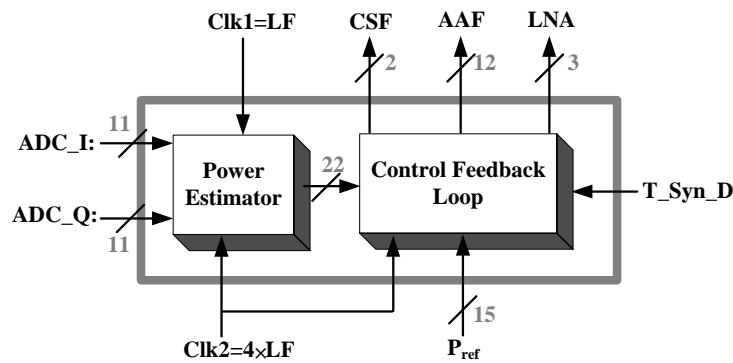 Clk1=LF
CSF
AAF
LNA
2
12
3
11
ADC_I:
Power
Estimator
22
Control Feedback
Loop
T_Syn_D
ADC_Q:
11
15
Clk2=4×LF
Pref